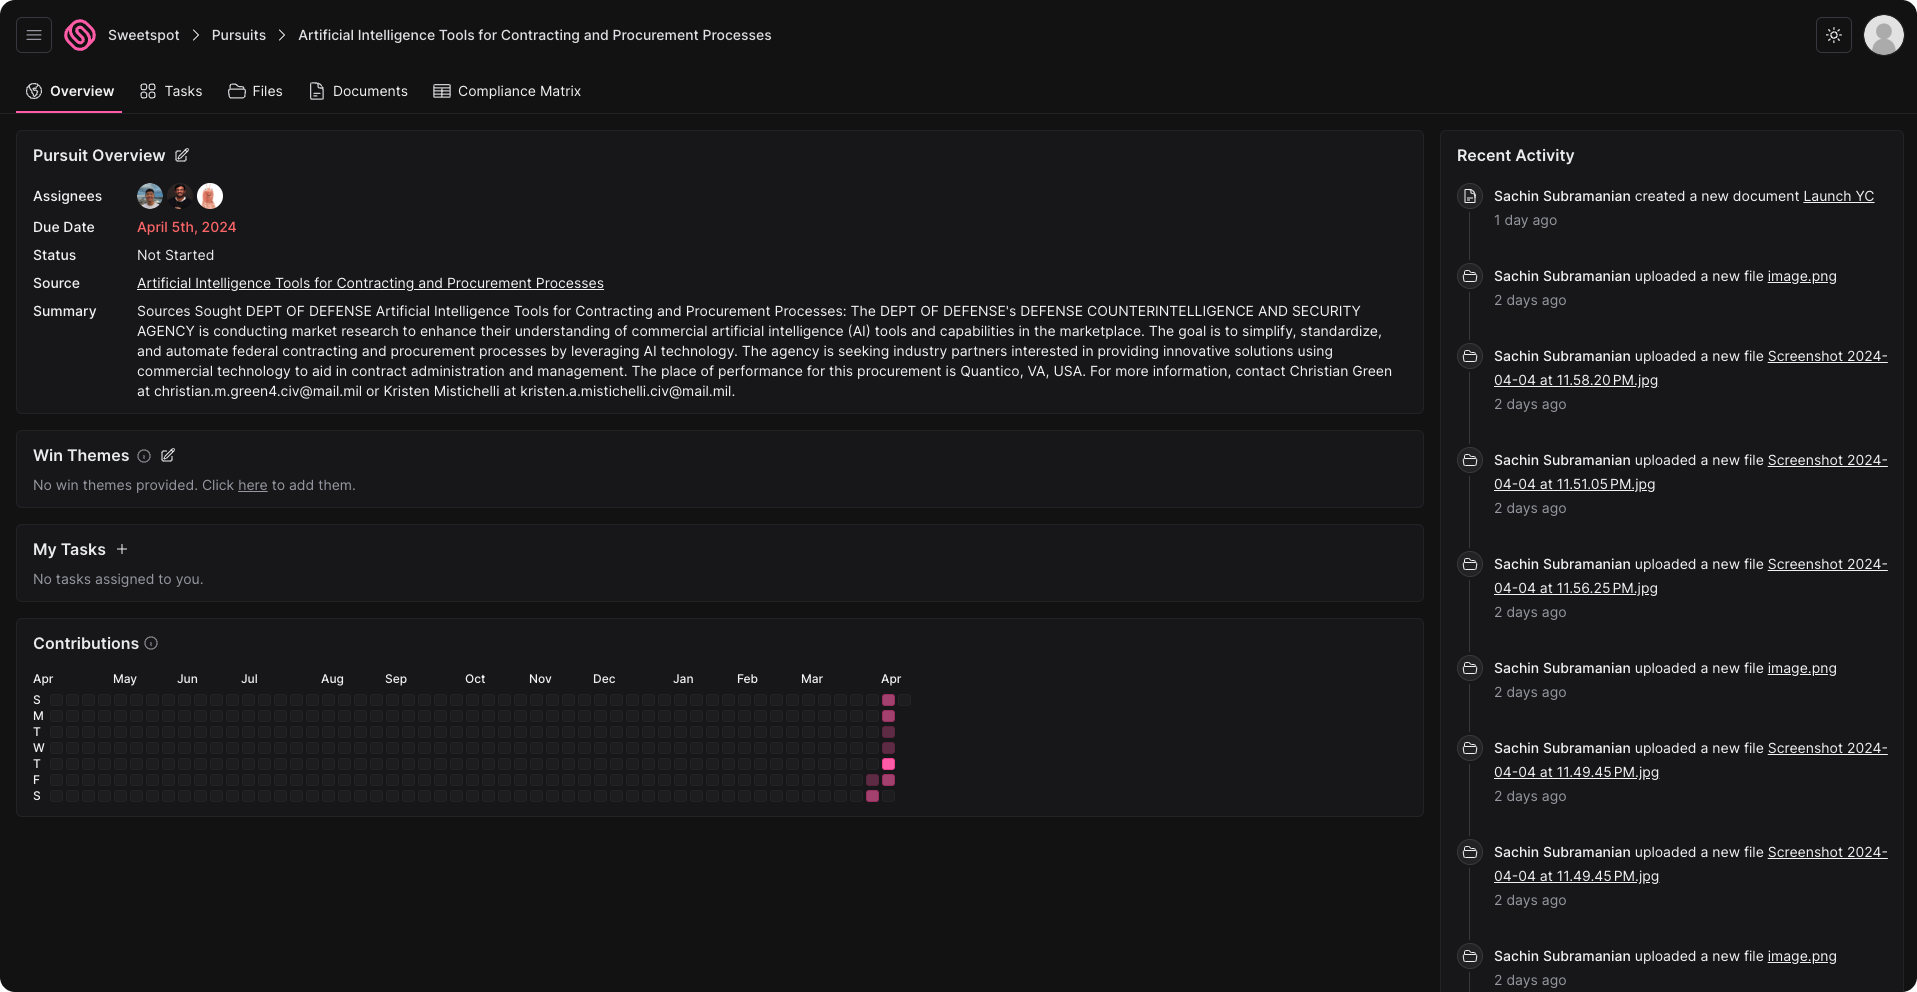 Sweetspot > Pursuits > Artificial Intelligence Tools for Contracting and Procurement Processes
Overview Tasks Files Documents Compliance Matrix
Pursuit Overview
Assignees
Due Date April 5th, 2024
Status Not Started
Source Artificial Intelligence Tools for Contracting and Procurement Processes
Summary Sources Sought DEPT OF DEFENSE Artificial Intelligence Tools for Contracting and Procurement Processes: The DEPT OF DEFENSE's DEFENSE COUNTERINTELLIGENCE AND SECURITY
AGENCY is conducting market research to enhance their understanding of commercial artificial intelligence (AI) tools and capabilities in the marketplace. The goal is to simplify, standardize,
and automate federal contracting and procurement processes by leveraging AI technology. The agency is seeking industry partners interested in providing innovative solutions using
commercial technology to aid in contract administration and management. The place of performance for this procurement is Quantico, VA, USA. For more information, contact Christian Green
at christian.m.green4.civ@mail.mil or Kristen Mistichelli at kristen.a.mistichelli.civ@mail.mil.
Win Themes
No win themes provided. Click here to add them.
My Tasks +
No tasks assigned to you.
Contributions
Apr May Jun Jul Aug Sep Oct Nov Dec Jan Feb Mar Apr
S
M
T
W
T
F
S
Recent Activity
Sachin Subramanian created a new document Launch YC
1 day ago
Sachin Subramanian uploaded a new file image.png
2 days ago
Sachin Subramanian uploaded a new file Screenshot 2024-
04-04 at 11.58.20 PM.jpg
2 days ago
Sachin Subramanian uploaded a new file Screenshot 2024-
04-04 at 11.51.05 PM.jpg
2 days ago
Sachin Subramanian uploaded a new file Screenshot 2024-
04-04 at 11.56.25 PM.jpg
2 days ago
Sachin Subramanian uploaded a new file image.png
2 days ago
Sachin Subramanian uploaded a new file Screenshot 2024-
04-04 at 11.49.45 PM.jpg
2 days ago
Sachin Subramanian uploaded a new file Screenshot 2024-
04-04 at 11.49.45 PM.jpg
2 days ago
Sachin Subramanian uploaded a new file image.png
2 days ago